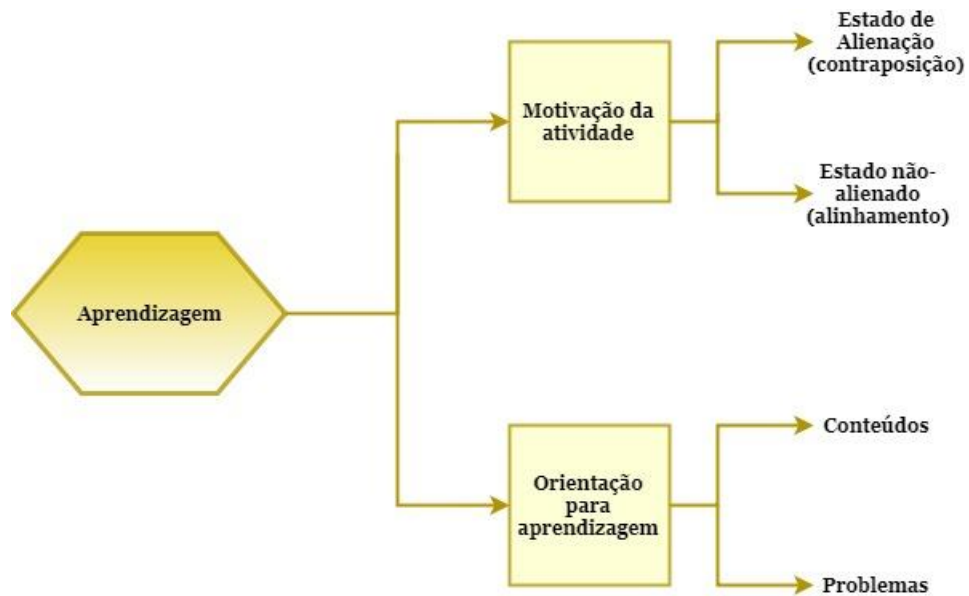 Estado de
Alienação
(contraposição)
Motivação da
atividade
Estado não-
alienado
(alinhamento)
Aprendizagem
Conteúdos
Orientação
para
aprendizagem
Problemas